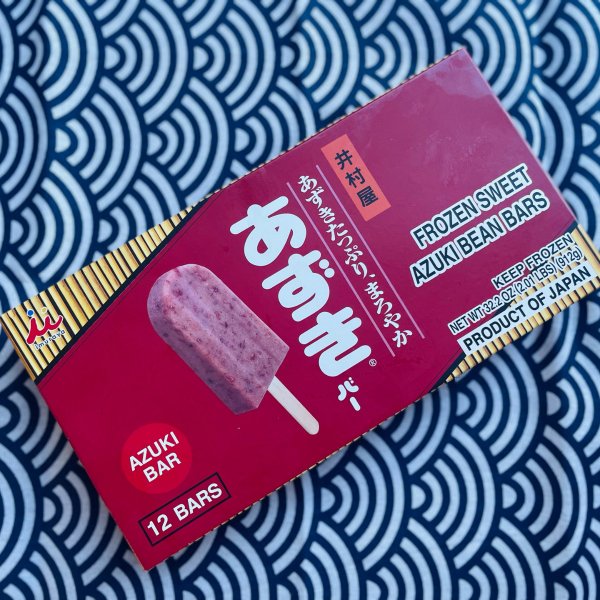 井村屋
あずきたっぷり、まろやか
あずき
バー
®
FROZEN SWEET
AZUKI BEAN BARS
KEEP FROZEN
NET WT 32.2 OZ (2.01 LBS) (912g)
PRODUCT OF JAPAN
AZUKI
BAR
12 BARS